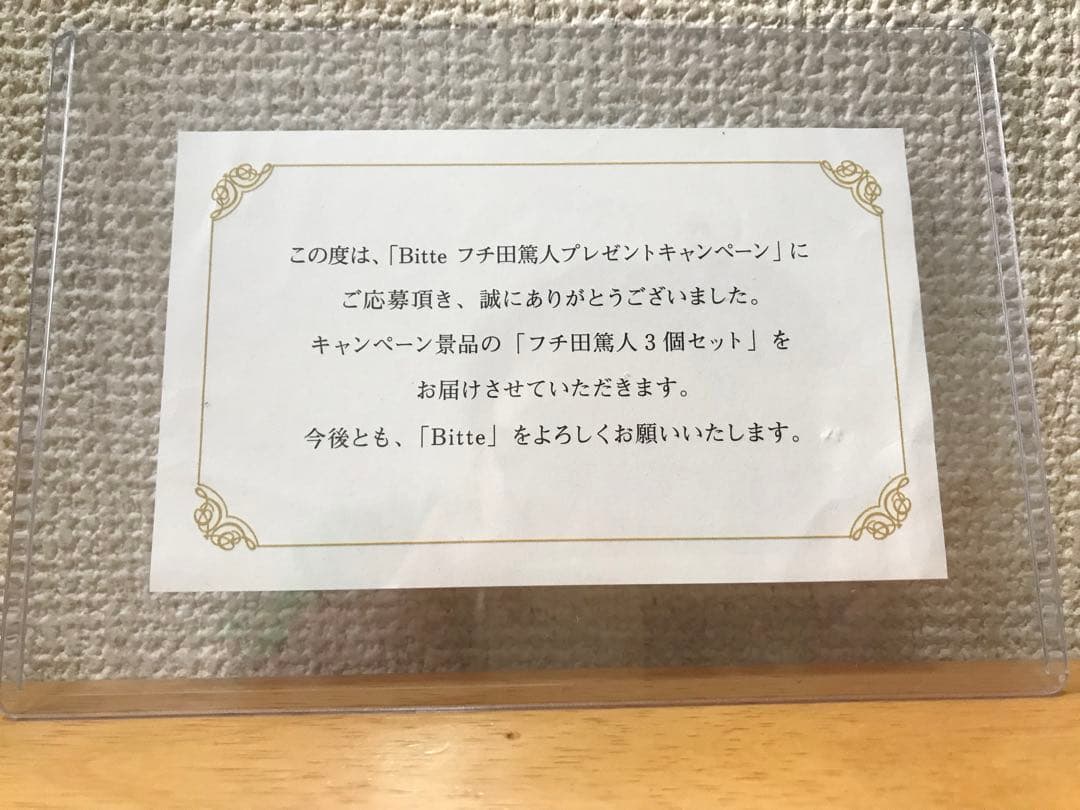 この度は、「Bitte フチ田篤人プレゼントキャンペーン」に
ご応募頂き、誠にありがとうございました。
キャンペーン景品の「フチ田篤人3個セット」を
お届けさせていただきます。
今後とも、「Bitte」をよろしくお願いいたします。